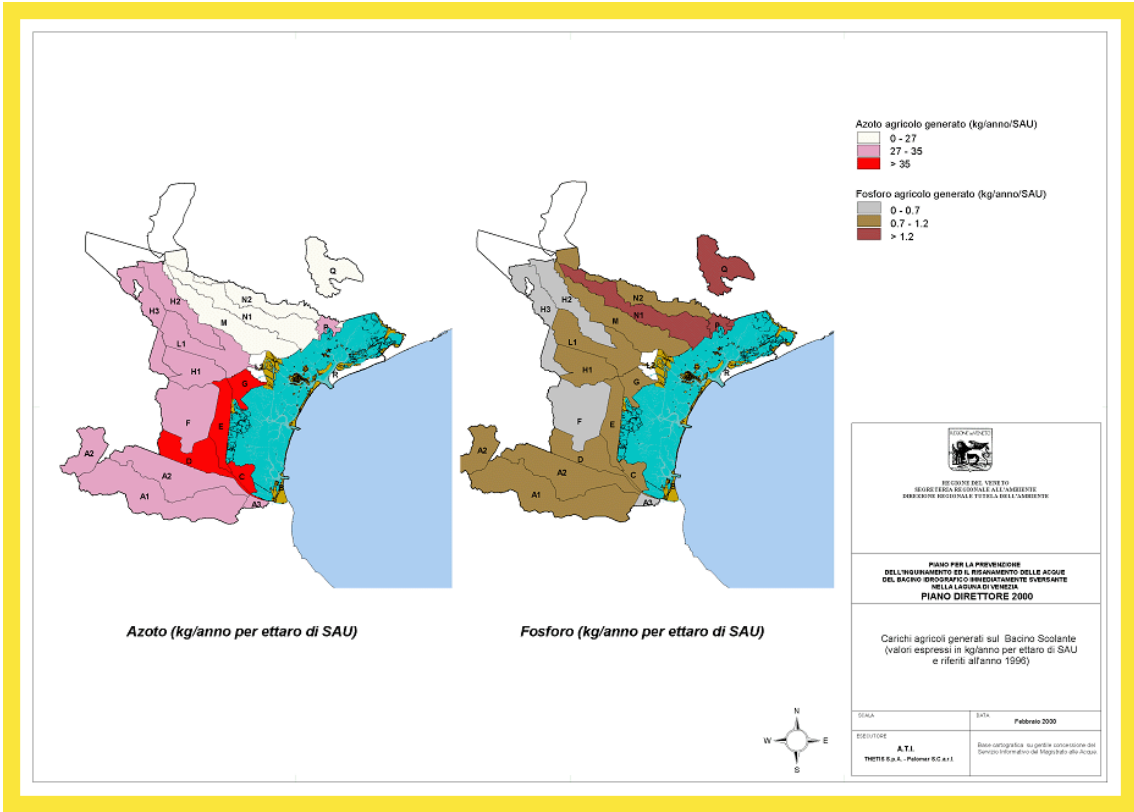 Azoto agricolo generato (kg/anno/SAU)
0 - 27
27 - 35
> 35
Fosforo agricolo generato (kg/anno/SAU)
0 - 0.7
0.7 - 1.2
> 1.2
Q
N2
H2
N1
H3
M
P
L1
L2
R
H1
G
F
E
A2
D
A2
C
B
A1
A3
Q
N2
H2
N1
H3
M
P
L1
L2
R
H1
G
F
E
A2
D
A2
C
B
A1
A3
Azoto (kg/anno per ettaro di SAU)
Fosforo (kg/anno per ettaro di SAU)
N
W
E
S
REGIONE DEL VENETO
REGIONE DEL VENETO
SEGRETERIA REGIONALE ALL'AMBIENTE
DIREZIONE REGIONALE TUTELA DELL'AMBIENTE
PIANO PER LA PREVENZIONE
DELL'INQUINAMENTO ED IL RISANAMENTO DELLE ACQUE
DEL BACINO IDROGRAFICO IMMEDIATAMENTE SVERSANTE
NELLA LAGUNA DI VENEZIA
PIANO DIRETTORE 2000
Carichi agricoli generati sul Bacino Scolante
(valori espressi in kg/anno per ettaro di SAU
e riferiti all'anno 1996)
SCALA
DATA
Febbraio 2000
ESECUTORE
A.T.I.
THETIS S.p.A. - Palomar S.C.a.r.l.
Base cartografica su gentile concessione del
Servizio Informativo del Magistrato alle Acque